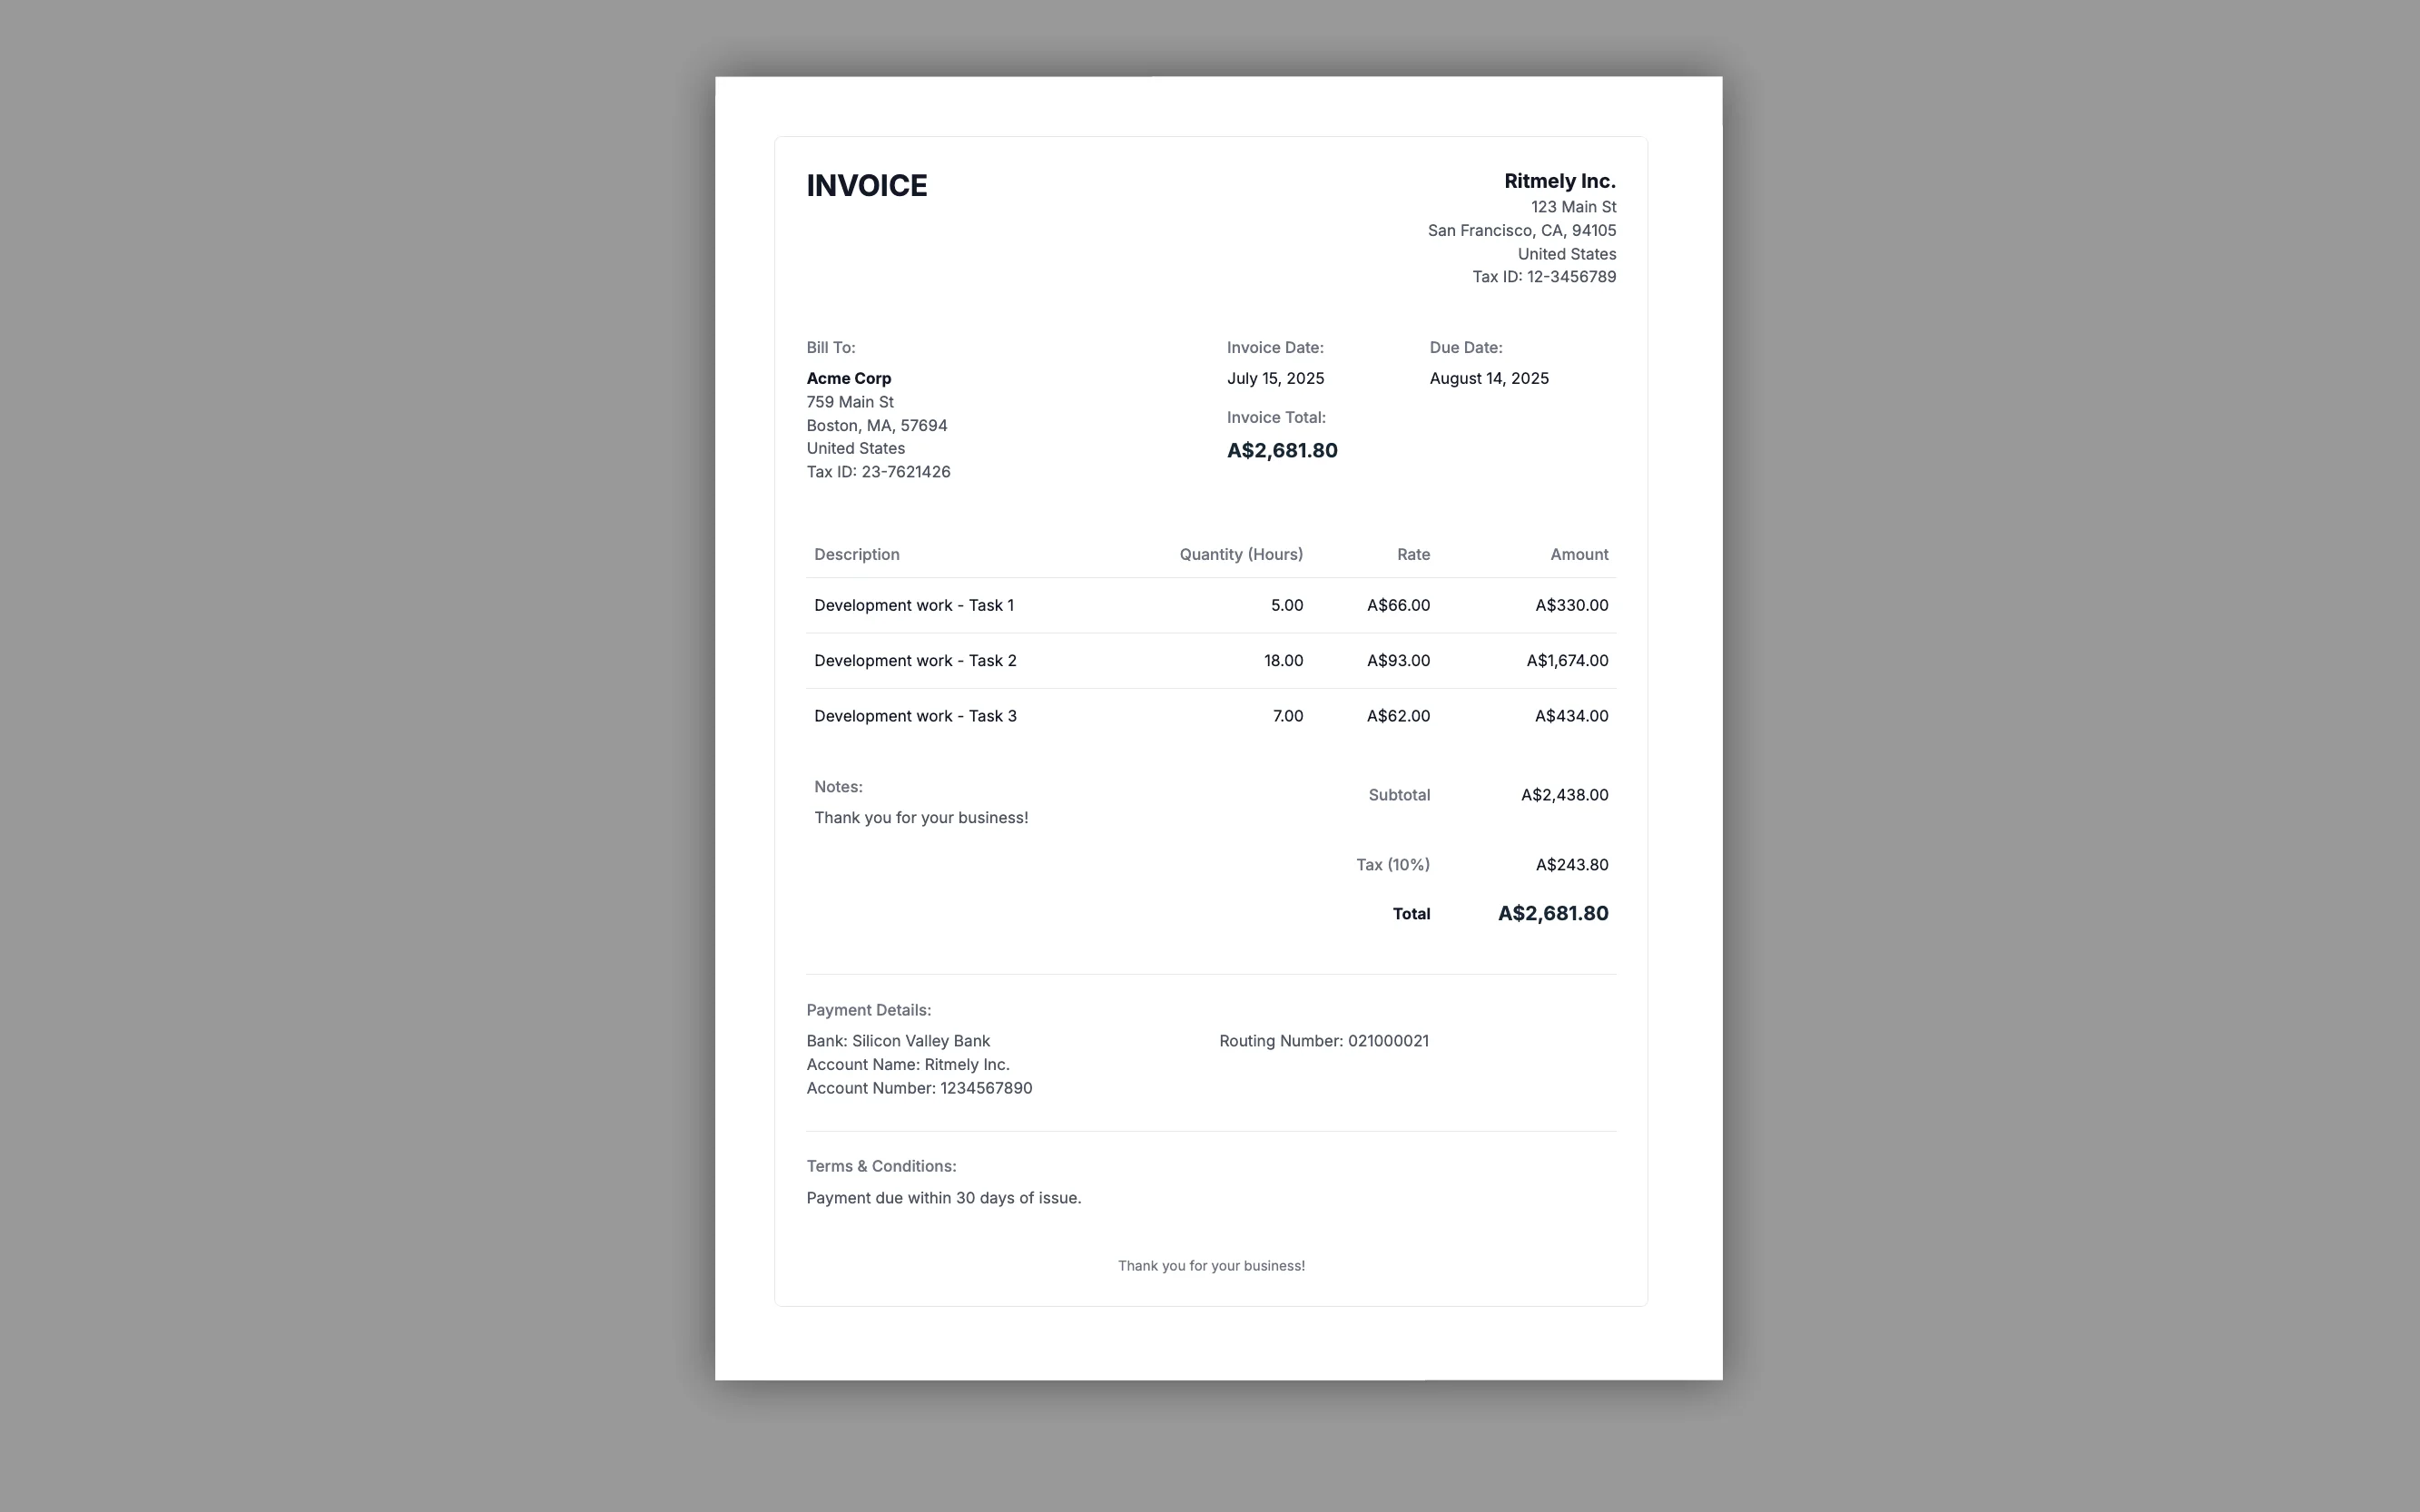 INVOICE
Ritmely Inc.
123 Main St
San Francisco, CA, 94105
United States
Tax ID: 12-3456789
Bill To:
Acme Corp
759 Main St
Boston, MA, 57694
United States
Tax ID: 23-7621426
Invoice Date:
July 15, 2025
Due Date:
August 14, 2025
Invoice Total:
A$2,681.80
Description Quantity (Hours) Rate Amount
Development work - Task 1 5.00 A$66.00 A$330.00
Development work - Task 2 18.00 A$93.00 A$1,674.00
Development work - Task 3 7.00 A$62.00 A$434.00
Notes:
Thank you for your business!
Subtotal A$2,438.00
Tax (10%) A$243.80
Total A$2,681.80
Payment Details:
Bank: Silicon Valley Bank
Account Name: Ritmely Inc.
Account Number: 1234567890
Routing Number: 021000021
Terms & Conditions:
Payment due within 30 days of issue.
Thank you for your business!